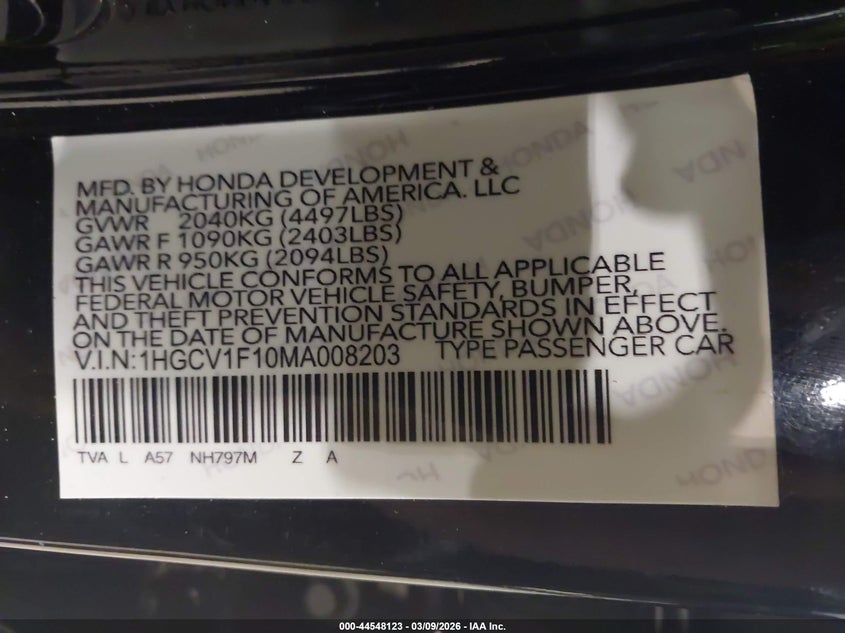 MFD. BY HONDA DEVELOPMENT &
MANUFACTURING OF AMERICA. LLC
GVWR 2040KG (4497LBS)
GAWR F 1090KG (2403LBS)
GAWR R 950KG (2094LBS)
THIS VEHICLE CONFORMS TO ALL APPLICABLE
FEDERAL MOTOR VEHICLE SAFETY, BUMPER,
AND THEFT PREVENTION STANDARDS IN EFFECT
ON THE DATE OF MANUFACTURE SHOWN ABOVE.
V.I.N:1HGCV1F10MA008203 TYPE PASSENGER CAR
TVA L A57 NH797M Z A
000-44548123 - 03/09/2026 - IAA Inc.